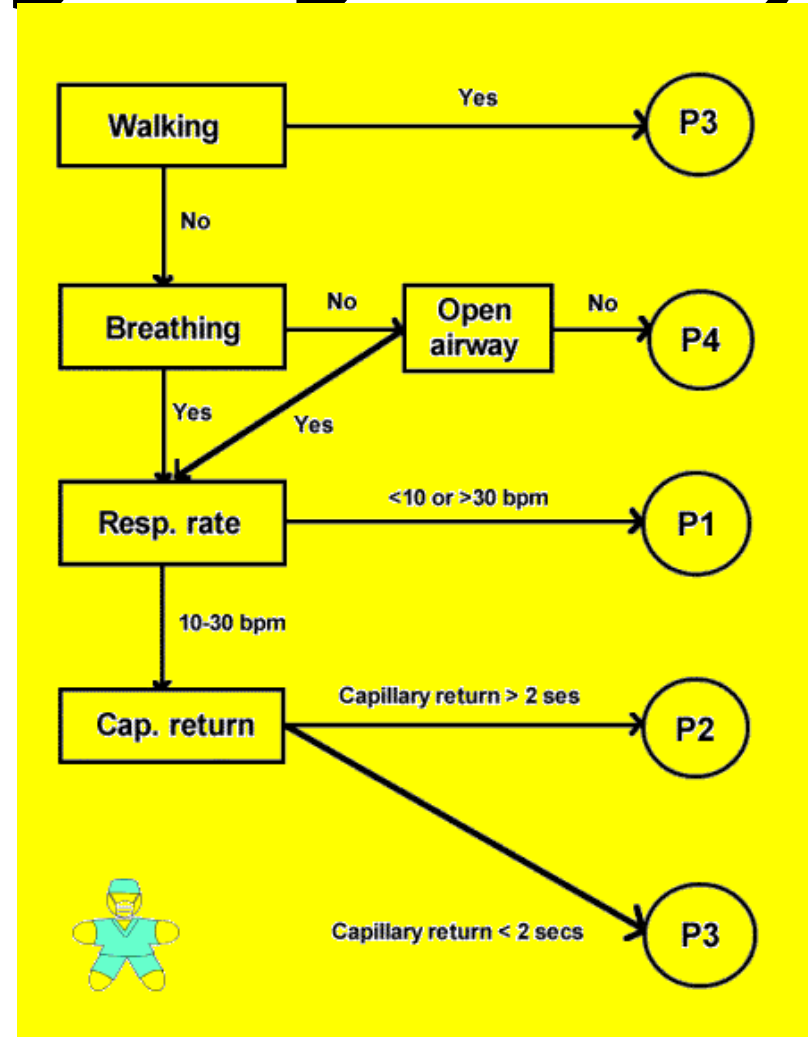 Walking
Yes
P3
No
Breathing
No
Open
airway
No
P4
Yes
Yes
Resp. rate
<10 or >30 bpm
P1
10-30 bpm
Cap. return
Capillary return > 2 ses
P2
Capillary return < 2 secs
P3